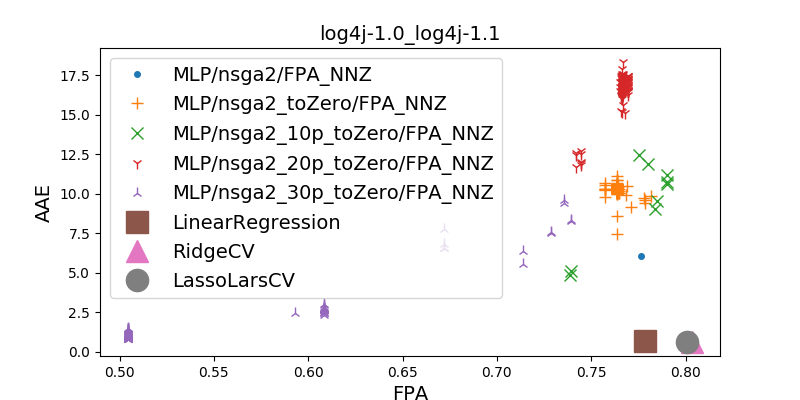 log4j-1.0_log4j-1.1
MLP/nsga2/FPA_NNZ
MLP/nsga2_toZero/FPA_NNZ
MLP/nsga2_10p_toZero/FPA_NNZ
MLP/nsga2_20p_toZero/FPA_NNZ
MLP/nsga2_30p_toZero/FPA_NNZ
LinearRegression
RidgeCV
LassoLarsCV
AAE
17.5
15.0
12.5
10.0
7.5
5.0
2.5
0.0
0.50 0.55 0.60 0.65 0.70 0.75 0.80
FPA